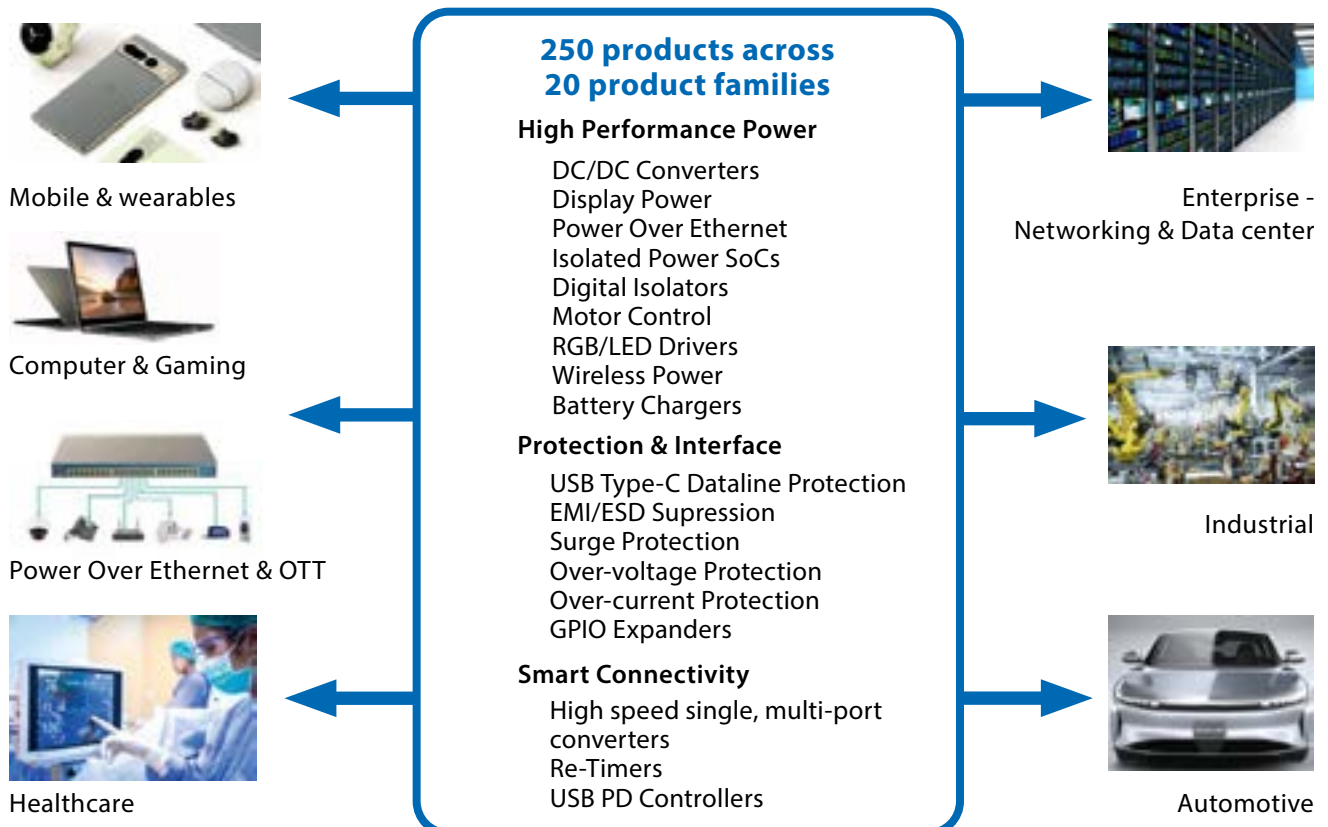 250 products across
20 product families
High Performance Power
DC/DC Converters
Display Power
Power Over Ethernet
Isolated Power SoCs
Digital Isolators
Motor Control
RGB/LED Drivers
Wireless Power
Battery Chargers
Protection & Interface
USB Type-C Dataline Protection
EMI/ESD Supression
Surge Protection
Over-voltage Protection
Over-current Protection
GPIO Expanders
Smart Connectivity
High speed single, multi-port
converters
Re-Timers
USB PD Controllers
Mobile & wearables
Computer & Gaming
Power Over Ethernet & OTT
Healthcare
Enterprise -
Networking & Data center
Industrial
Automotive